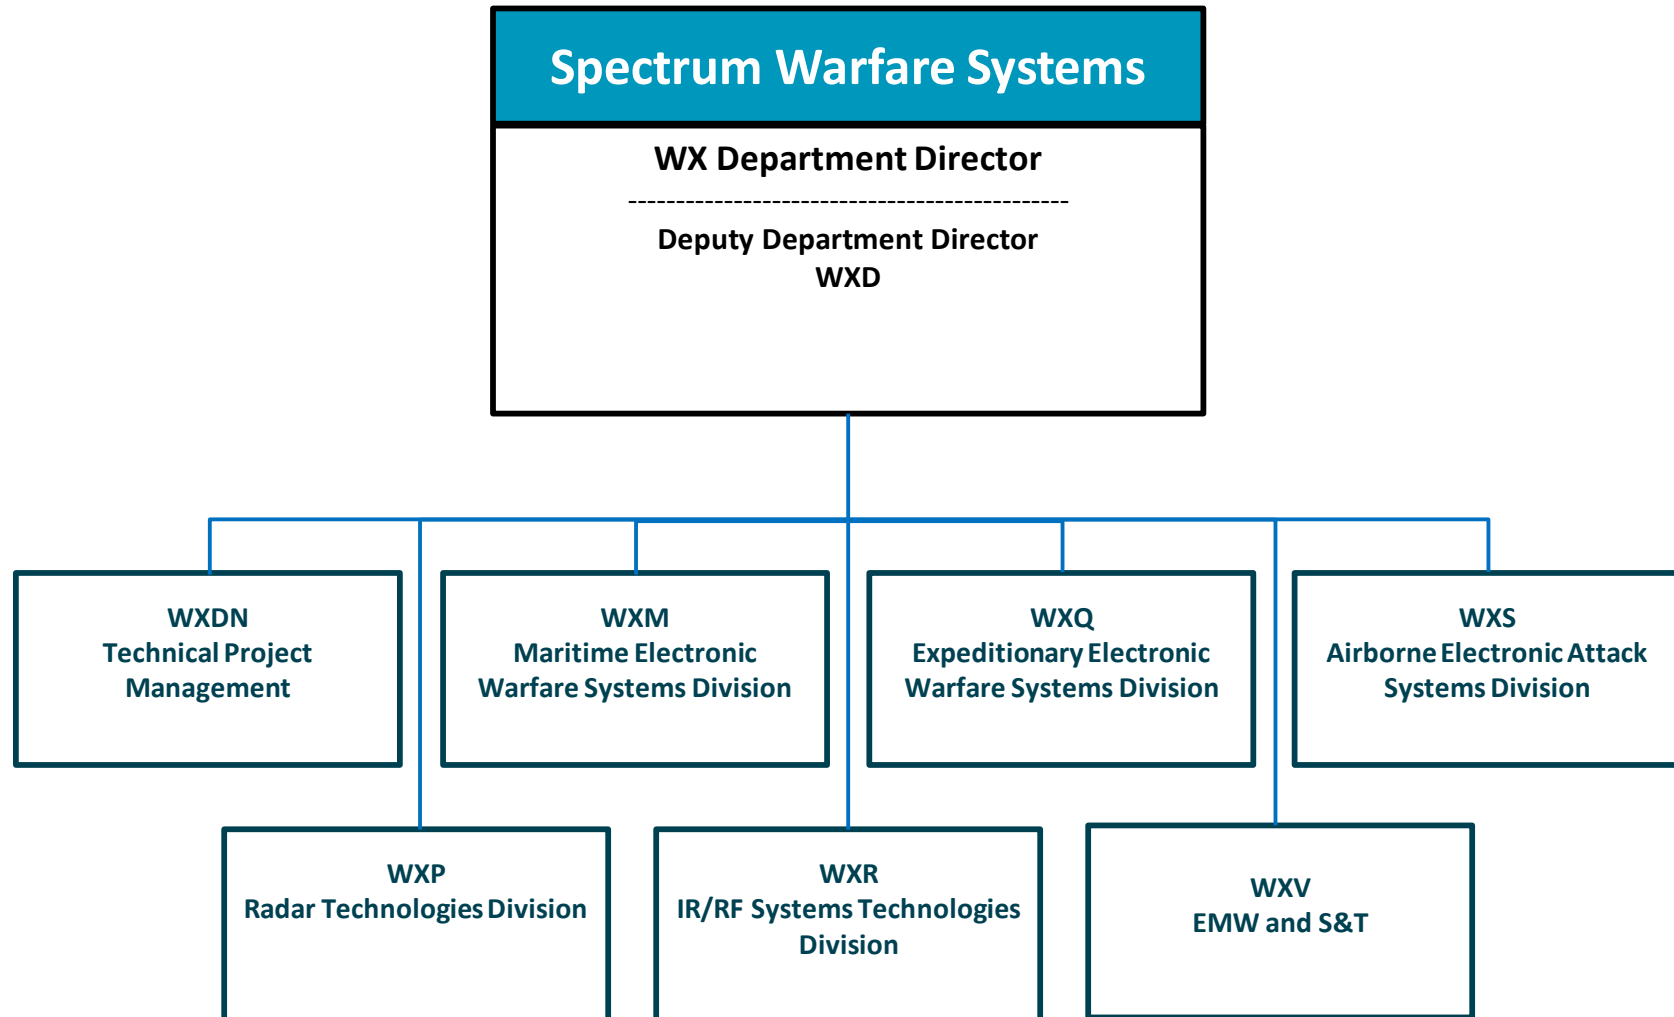 Spectrum Warfare Systems
WX Department Director
----------------------------------------------
Deputy Department Director
WXD
WXDN
Technical Project
Management
WXM
Maritime Electronic
Warfare Systems Division
WXQ
Expeditionary Electronic
Warfare Systems Division
WXS
Airborne Electronic Attack
Systems Division
WXP
Radar Technologies Division
WXR
IR/RF Systems Technologies
Division
WXV
EMW and S&T